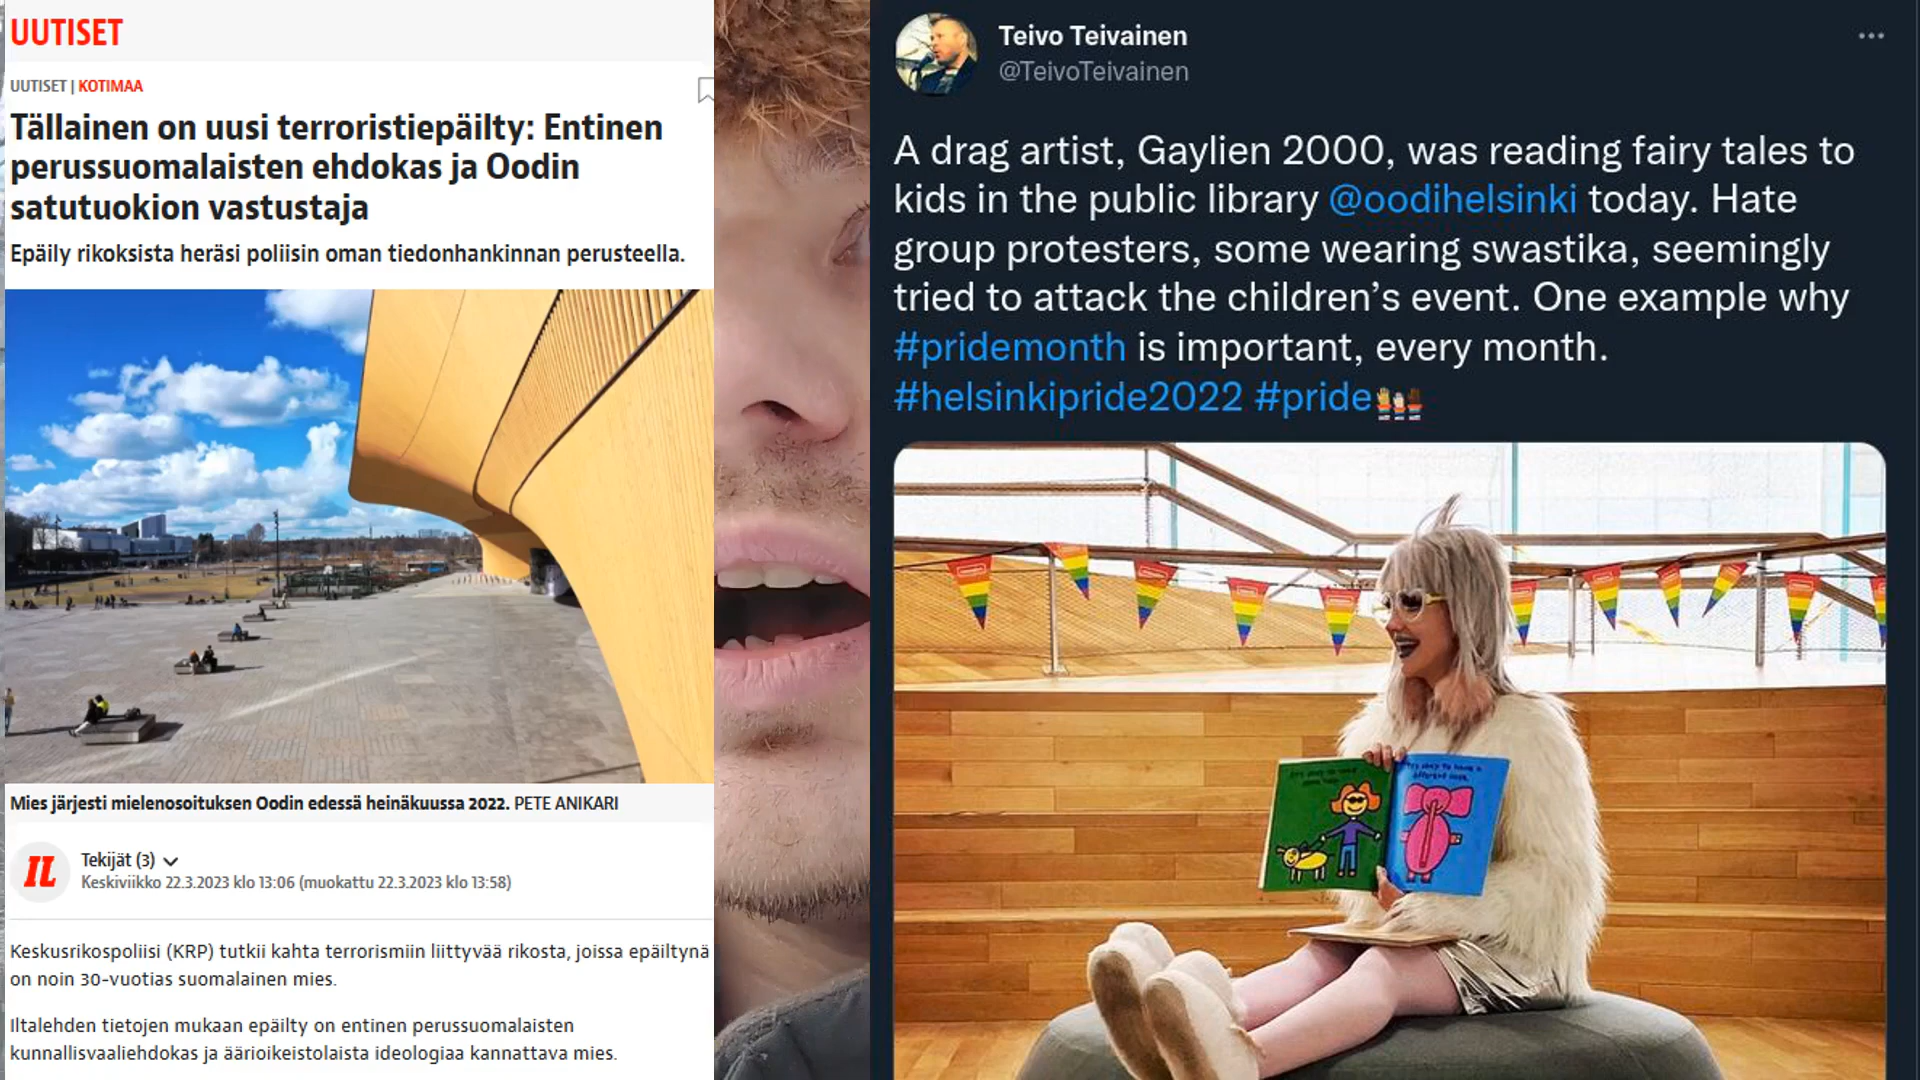 UUTISET
UUTISET | KOTIMAA
Tällainen on uusi terroristiepäilty: Entinen
perussuomalaisten ehdokas ja Oodin
satutuokion vastustaja
Epäily rikoksista heräsi poliisin oman tiedonhankinnan perusteella.
Mies järjesti mielenosoituksen Oodin edessä heinäkuussa 2022. PETE ANIKARI
IL
Tekijät (3)
Keskiviikko 22.3.2023 klo 13:06 (muokattu 22.3.2023 klo 13:58)
Keskusrikospoliisi (KRP) tutkii kahta terrorismiin liittyvää rikosta, joissa epäiltynä
on noin 30-vuotias suomalainen mies.
Iltalehden tietojen mukaan epäilty on entinen perussuomalaisten
kunnallisvaaliehdokas ja äärioikeistolaista ideologiaa kannattava mies.
Teivo Teivainen
@TeivoTeivainen
A drag artist, Gaylien 2000, was reading fairy tales to
kids in the public library @oodihelsinki today. Hate
group protesters, some wearing swastika, seemingly
tried to attack the children’s event. One example why
#pridemonth is important, every month.
#helsinkipride2022 #pride
It's okay to have a
different nose.